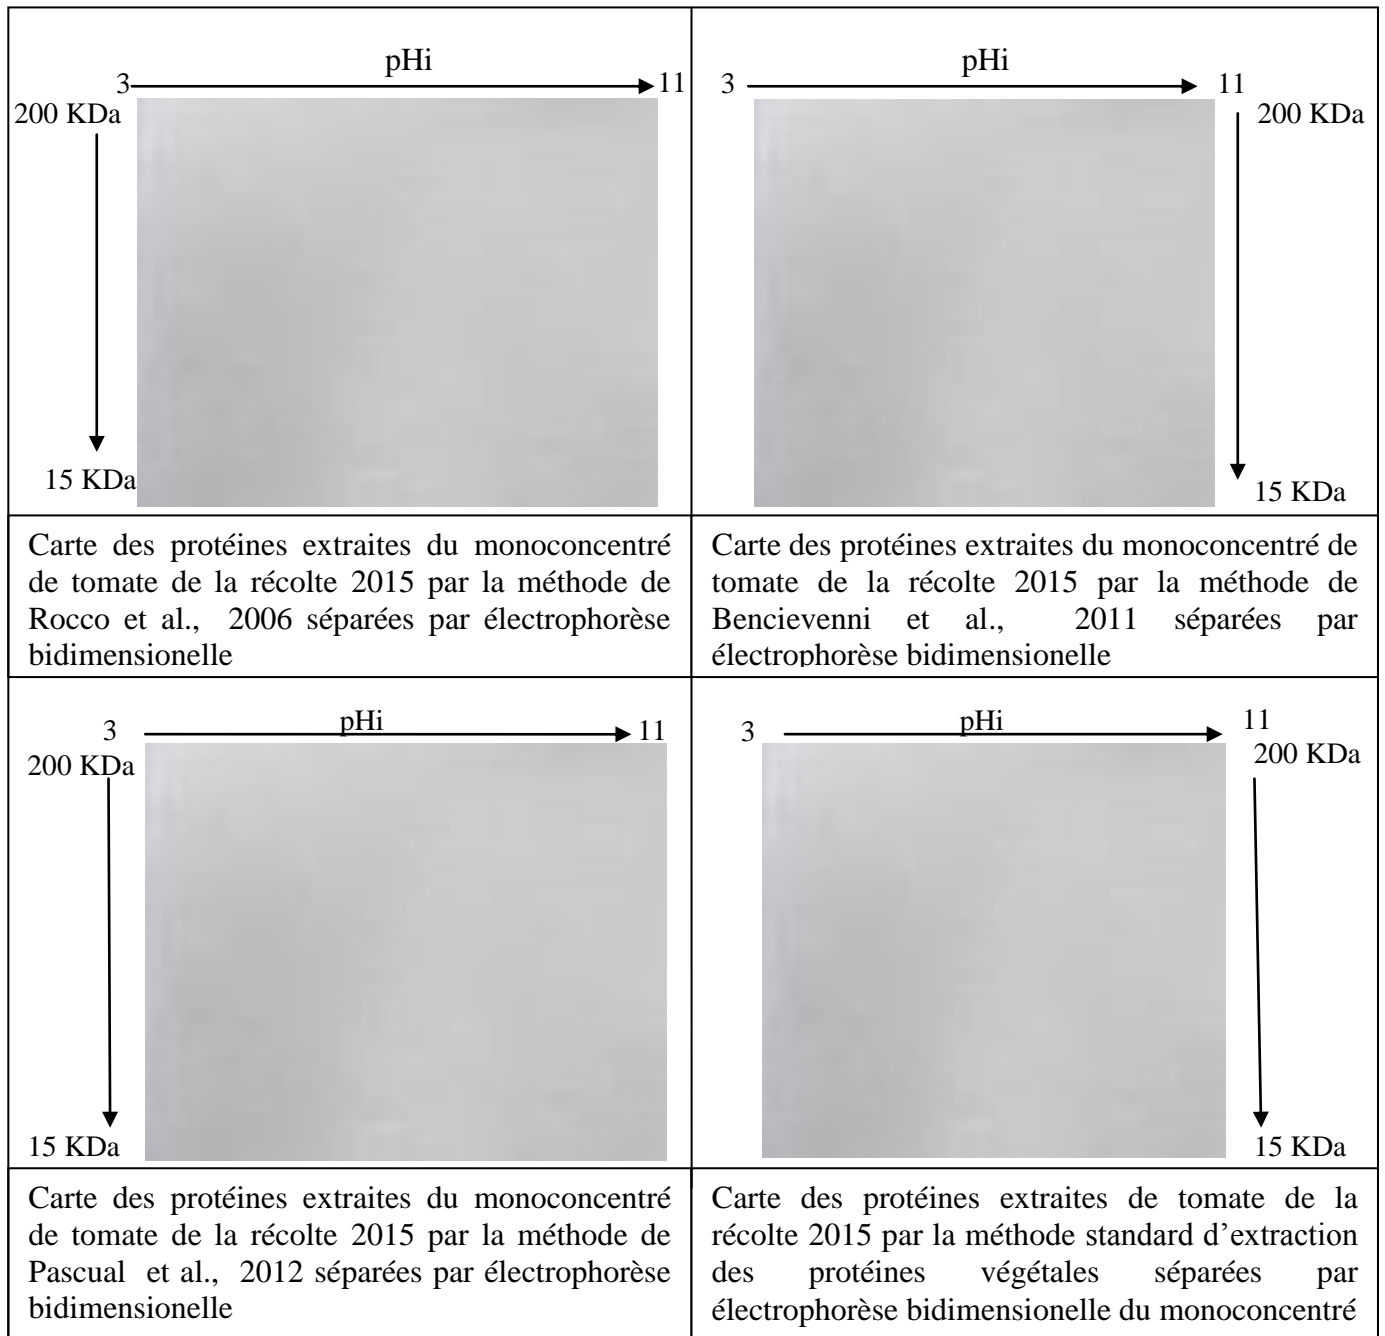 pHi
3
11
200 KDa
15 KDa
pHi
3
11
200 KDa
15 KDa
Carte des protéines extraites du monoconcentré
de tomate de la récolte 2015 par la méthode de
Rocco et al., 2006 séparées par électrophorèse
bidimensionelle
Carte des protéines extraites du monoconcentré de
tomate de la récolte 2015 par la méthode de
Bencievenni et al., 2011 séparées par
électrophorèse bidimensionelle
pHi
3
11
200 KDa
15 KDa
pHi
3
11
200 KDa
15 KDa
Carte des protéines extraites du monoconcentré
de tomate de la récolte 2015 par la méthode de
Pascual et al., 2012 séparées par électrophorèse
bidimensionelle
Carte des protéines extraites de tomate de la
récolte 2015 par la méthode standard d’extraction
des protéines végétales séparées par
électrophorèse bidimensionelle du monoconcentré